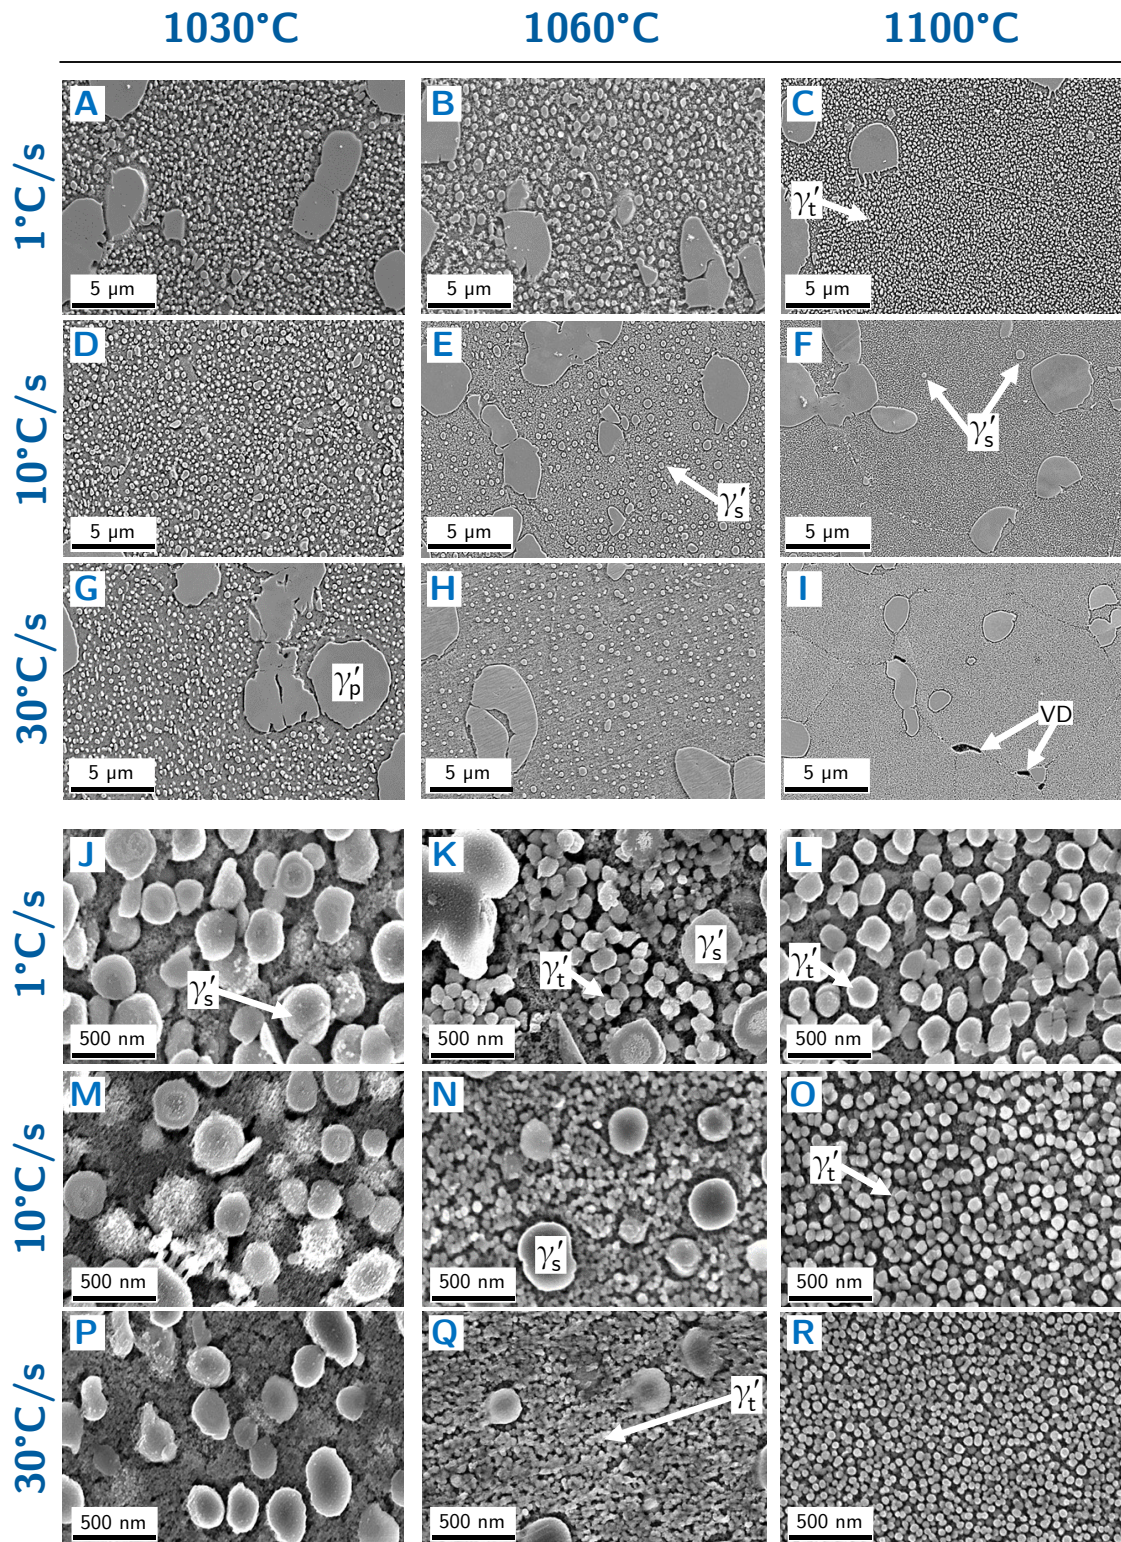 1030°C 1060°C 1100°C
1°C/s
A B C
γ′t
5 µm 5 µm 5 µm
10°C/s
D E F
γ′s γ′s
5 µm 5 µm 5 µm
30°C/s
G H I
γ′p VD
5 µm 5 µm 5 µm
1°C/s
J K L
γ′s γ′t γ′s γ′t
500 nm 500 nm 500 nm
10°C/s
M N O
γ′s γ′t
500 nm 500 nm 500 nm
30°C/s
P Q R
γ′t
500 nm 500 nm 500 nm